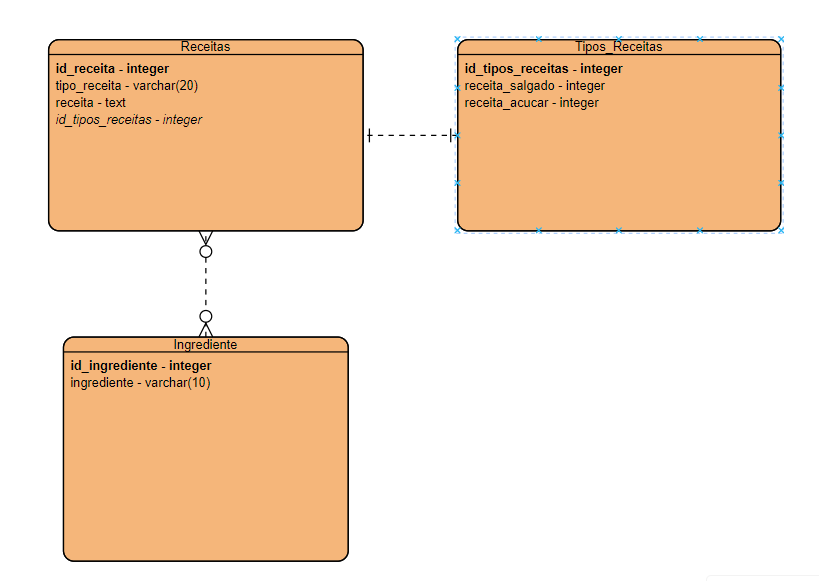 Receitas
id_receita - integer
tipo_receita - varchar(20)
receita - text
id_tipos_receitas - integer
Tipos_Receitas
id_tipos_receitas - integer
receita_salgado - integer
receita_acucar - integer
Ingrediente
id_ingrediente - integer
ingrediente - varchar(10)